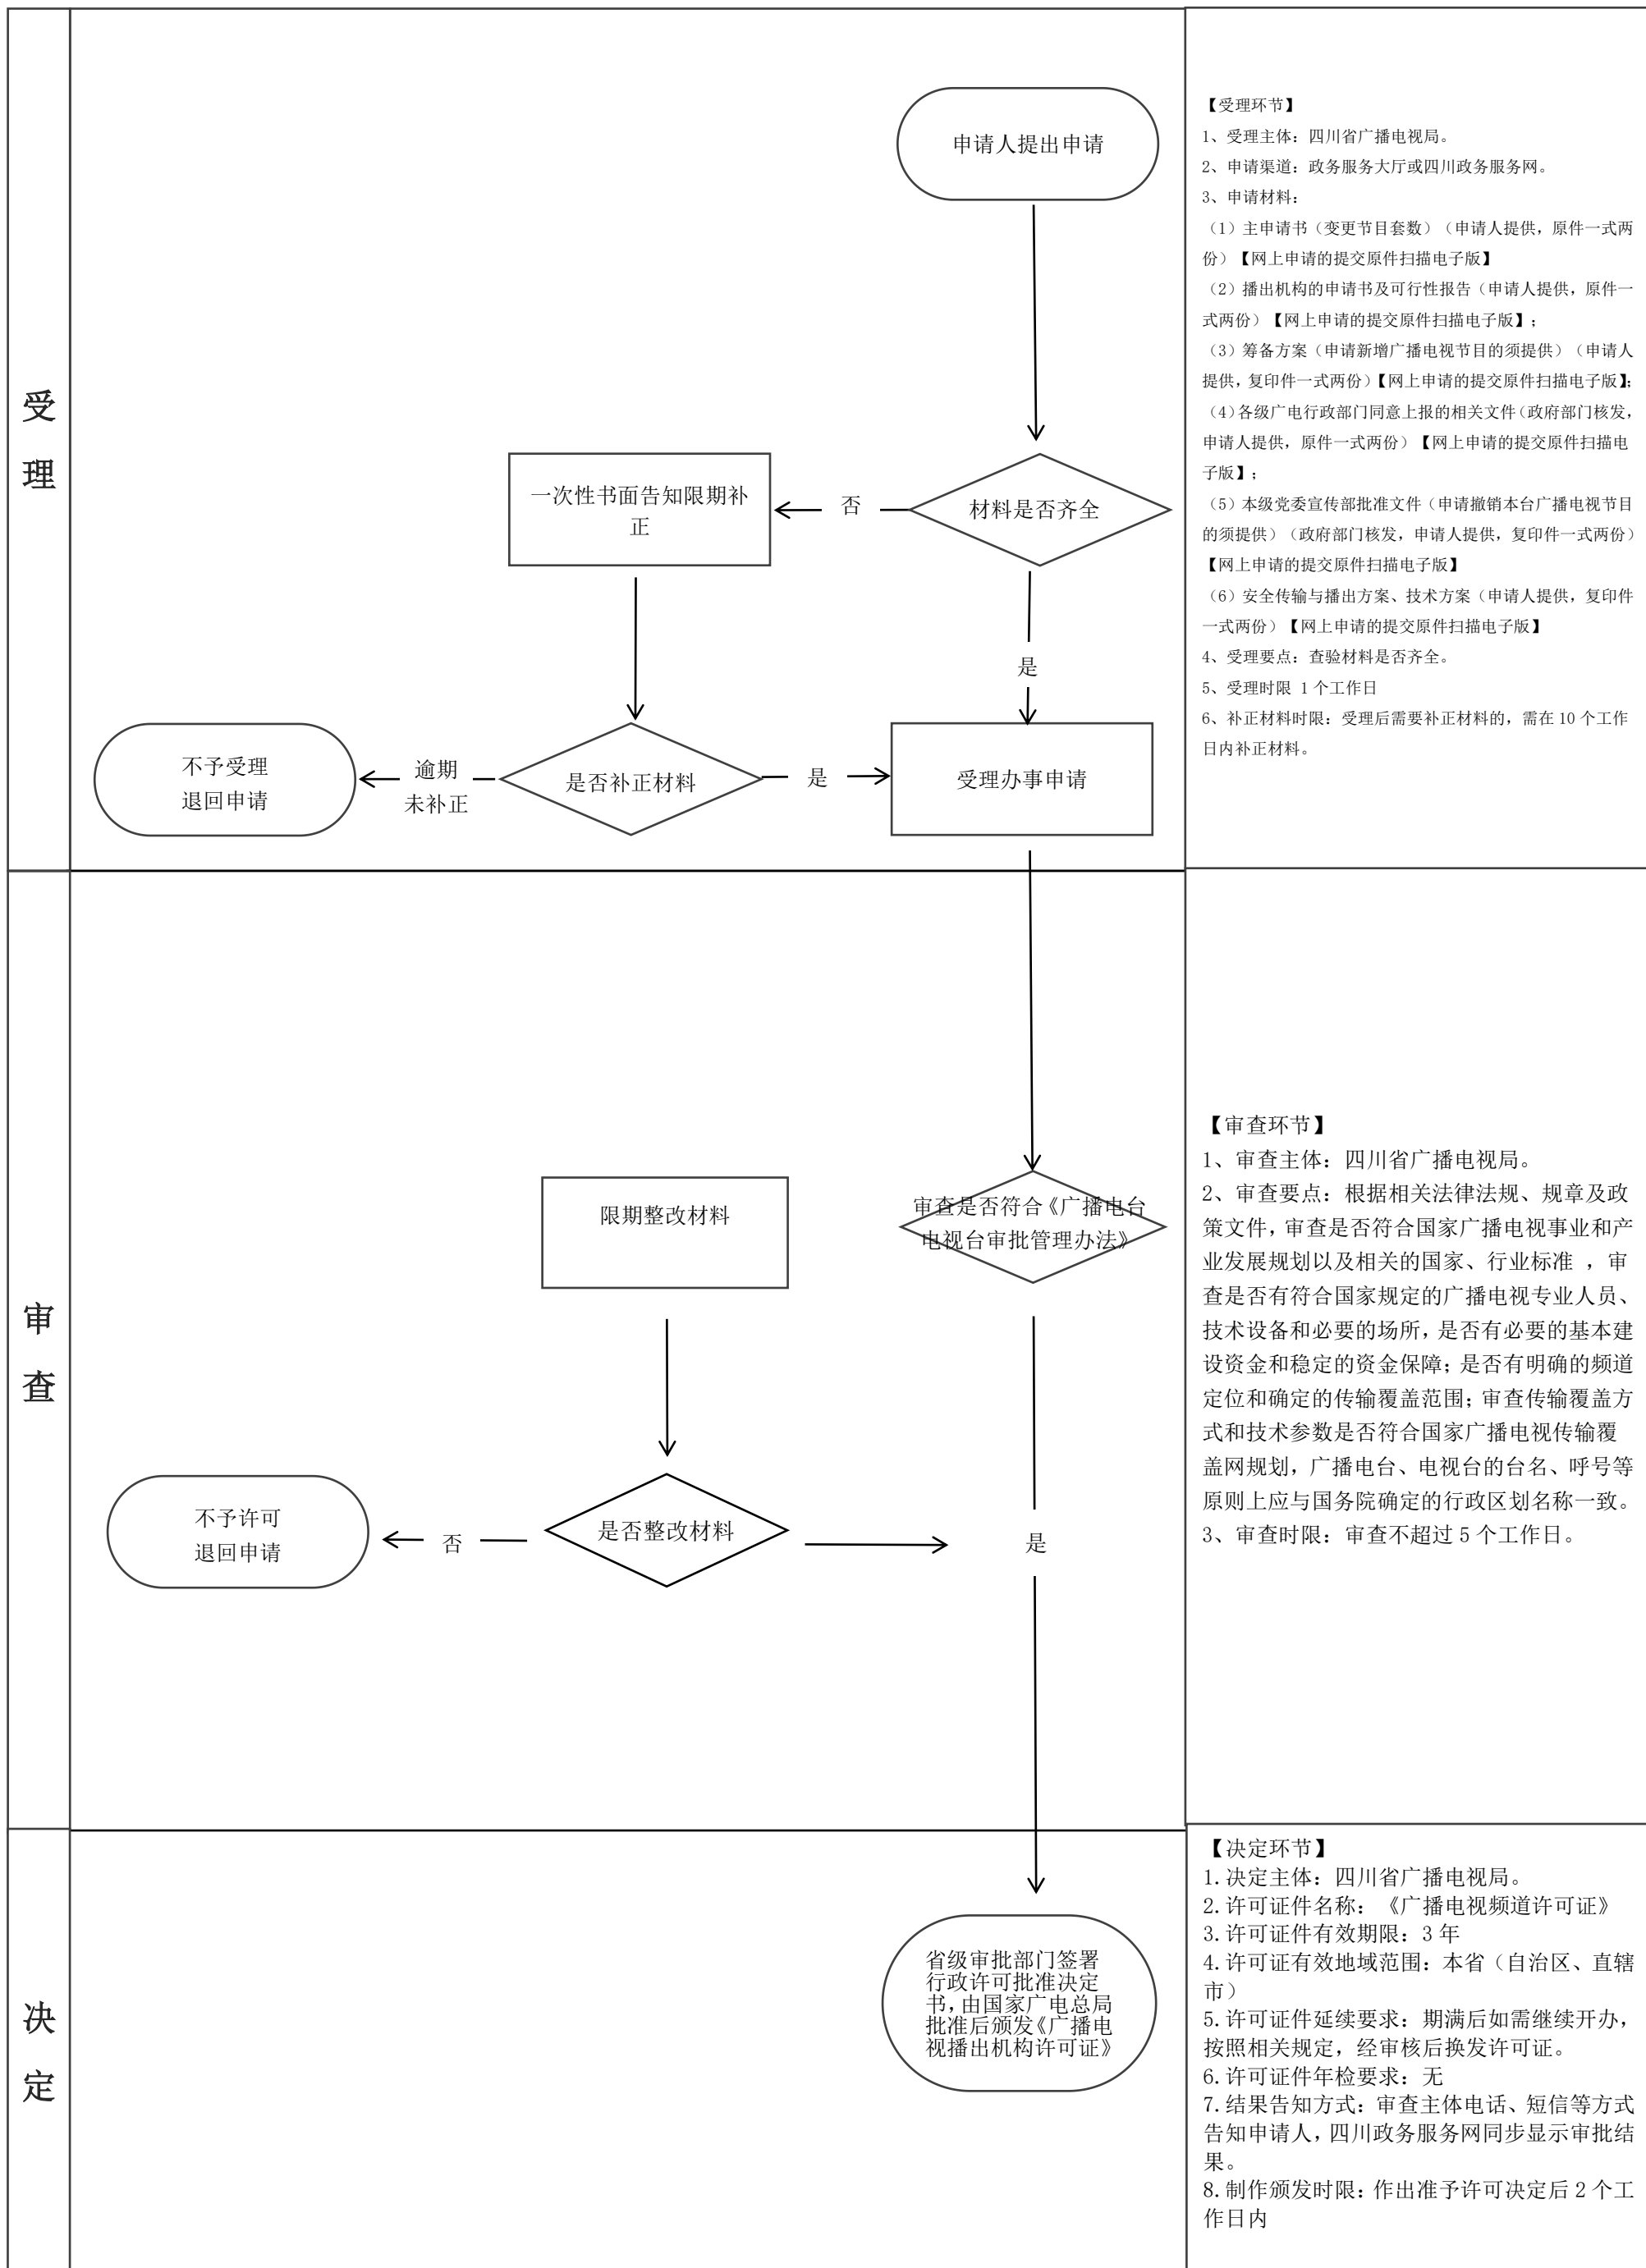 受
理
申请人提出申请
材料是否齐全
否
一次性书面告知限期补
正
是
是否补正材料
逾期
未补正
不予受理
退回申请
是
受理办事申请
【受理环节】
1、受理主体：四川省广播电视局。
2、申请渠道：政务服务大厅或四川政务服务网。
3、申请材料：
（1）主申请书（变更节目套数）（申请人提供，原件一式两
份）【网上申请的提交原件扫描电子版】
（2）播出机构的申请书及可行性报告（申请人提供，原件一
式两份）【网上申请的提交原件扫描电子版】；
（3）筹备方案（申请新增广播电视节目的须提供）（申请人
提供，复印件一式两份）【网上申请的提交原件扫描电子版】；
（4）各级广电行政部门同意上报的相关文件（政府部门核发，
申请人提供，原件一式两份）【网上申请的提交原件扫描电
子版】；
（5）本级党委宣传部批准文件（申请撤销本台广播电视节目
的须提供）（政府部门核发，申请人提供，复印件一式两份）
【网上申请的提交原件扫描电子版】
（6）安全传输与播出方案、技术方案（申请人提供，复印件
一式两份）【网上申请的提交原件扫描电子版】
4、受理要点：查验材料是否齐全。
5、受理时限 1 个工作日
6、补正材料时限：受理后需要补正材料的，需在 10 个工作
日内补正材料。
审
查
审查是否符合《广播电台
电视台审批管理办法》
限期整改材料
是否整改材料
否
不予许可
退回申请
是
【审查环节】
1、审查主体：四川省广播电视局。
2、审查要点：根据相关法律法规、规章及政
策文件，审查是否符合国家广播电视事业和产
业发展规划以及相关的国家、行业标准 ，审
查是否有符合国家规定的广播电视专业人员、
技术设备和必要的场所，是否有必要的基本建
设资金和稳定的资金保障；是否有明确的频道
定位和确定的传输覆盖范围；审查传输覆盖方
式和技术参数是否符合国家广播电视传输覆
盖网规划，广播电台、电视台的台名、呼号等
原则上应与国务院确定的行政区划名称一致。
3、审查时限：审查不超过 5 个工作日。
决
定
省级审批部门签署
行政许可批准决定
书，由国家广电总局
批准后颁发《广播电
视播出机构许可证》
【决定环节】
1.决定主体：四川省广播电视局。
2.许可证件名称：《广播电视频道许可证》
3.许可证件有效期限：3 年
4.许可证有效地域范围：本省（自治区、直辖
市）
5.许可证件延续要求：期满后如需继续开办，
按照相关规定，经审核后换发许可证。
6.许可证件年检要求：无
7.结果告知方式：审查主体电话、短信等方式
告知申请人，四川政务服务网同步显示审批结
果。
8.制作颁发时限：作出准予许可决定后 2 个工
作日内